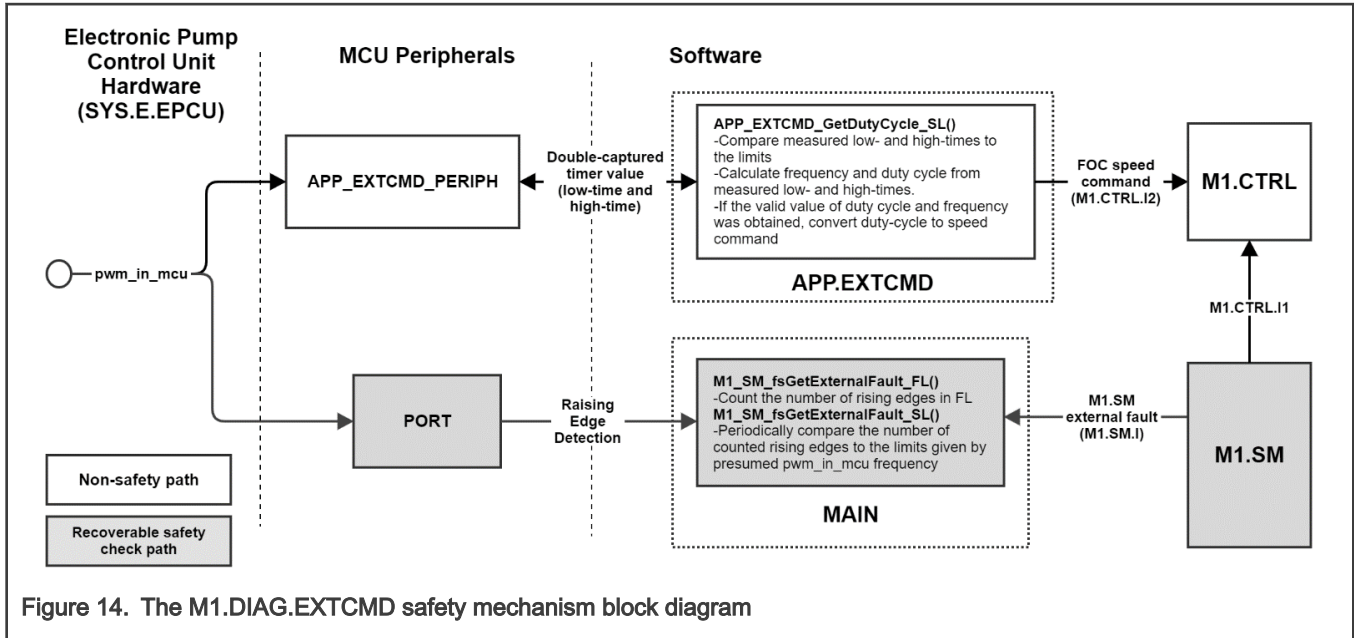 Electronic Pump
Control Unit
Hardware
(SYS.E.EPCU)
MCU Peripherals
Software
pwm_in_mcu
APP_EXTCMD_PERIPH
Double-captured
timer value
(low-time and
high-time)
APP_EXTCMD_GetDutyCycle_SL()
-Compare measured low- and high-times to
the limits
-Calculate frequency and duty cycle from
measured low- and high-times.
-If the valid value of duty cycle and frequency
was obtained, convert duty-cycle to speed
command
APP.EXTCMD
FOC speed
command
(M1.CTRL.I2)
M1.CTRL
M1.CTRL.I1
PORT
Raising
Edge
Detection
M1_SM_fsGetExternalFault_FL()
-Count the number of rising edges in FL
M1_SM_fsGetExternalFault_SL()
-Periodically compare the number of
counted rising edges to the limits given by
presumed pwm_in_mcu frequency
MAIN
M1.SM
external fault
(M1.SM.I)
M1.SM
Non-safety path
Recoverable safety
check path
Figure 14. The M1.DIAG.EXTCMD safety mechanism block diagram